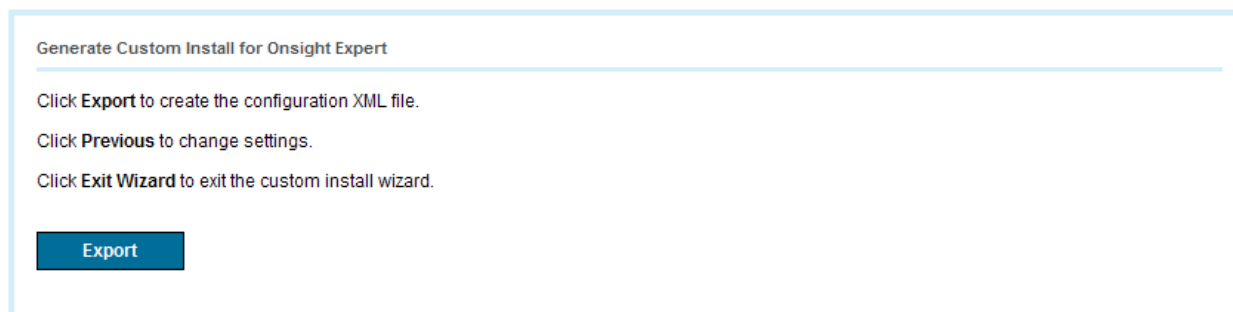 Generate Custom Install for Onsight Expert
Click Export to create the configuration XML file.
Click Previous to change settings.
Click Exit Wizard to exit the custom install wizard.
Export